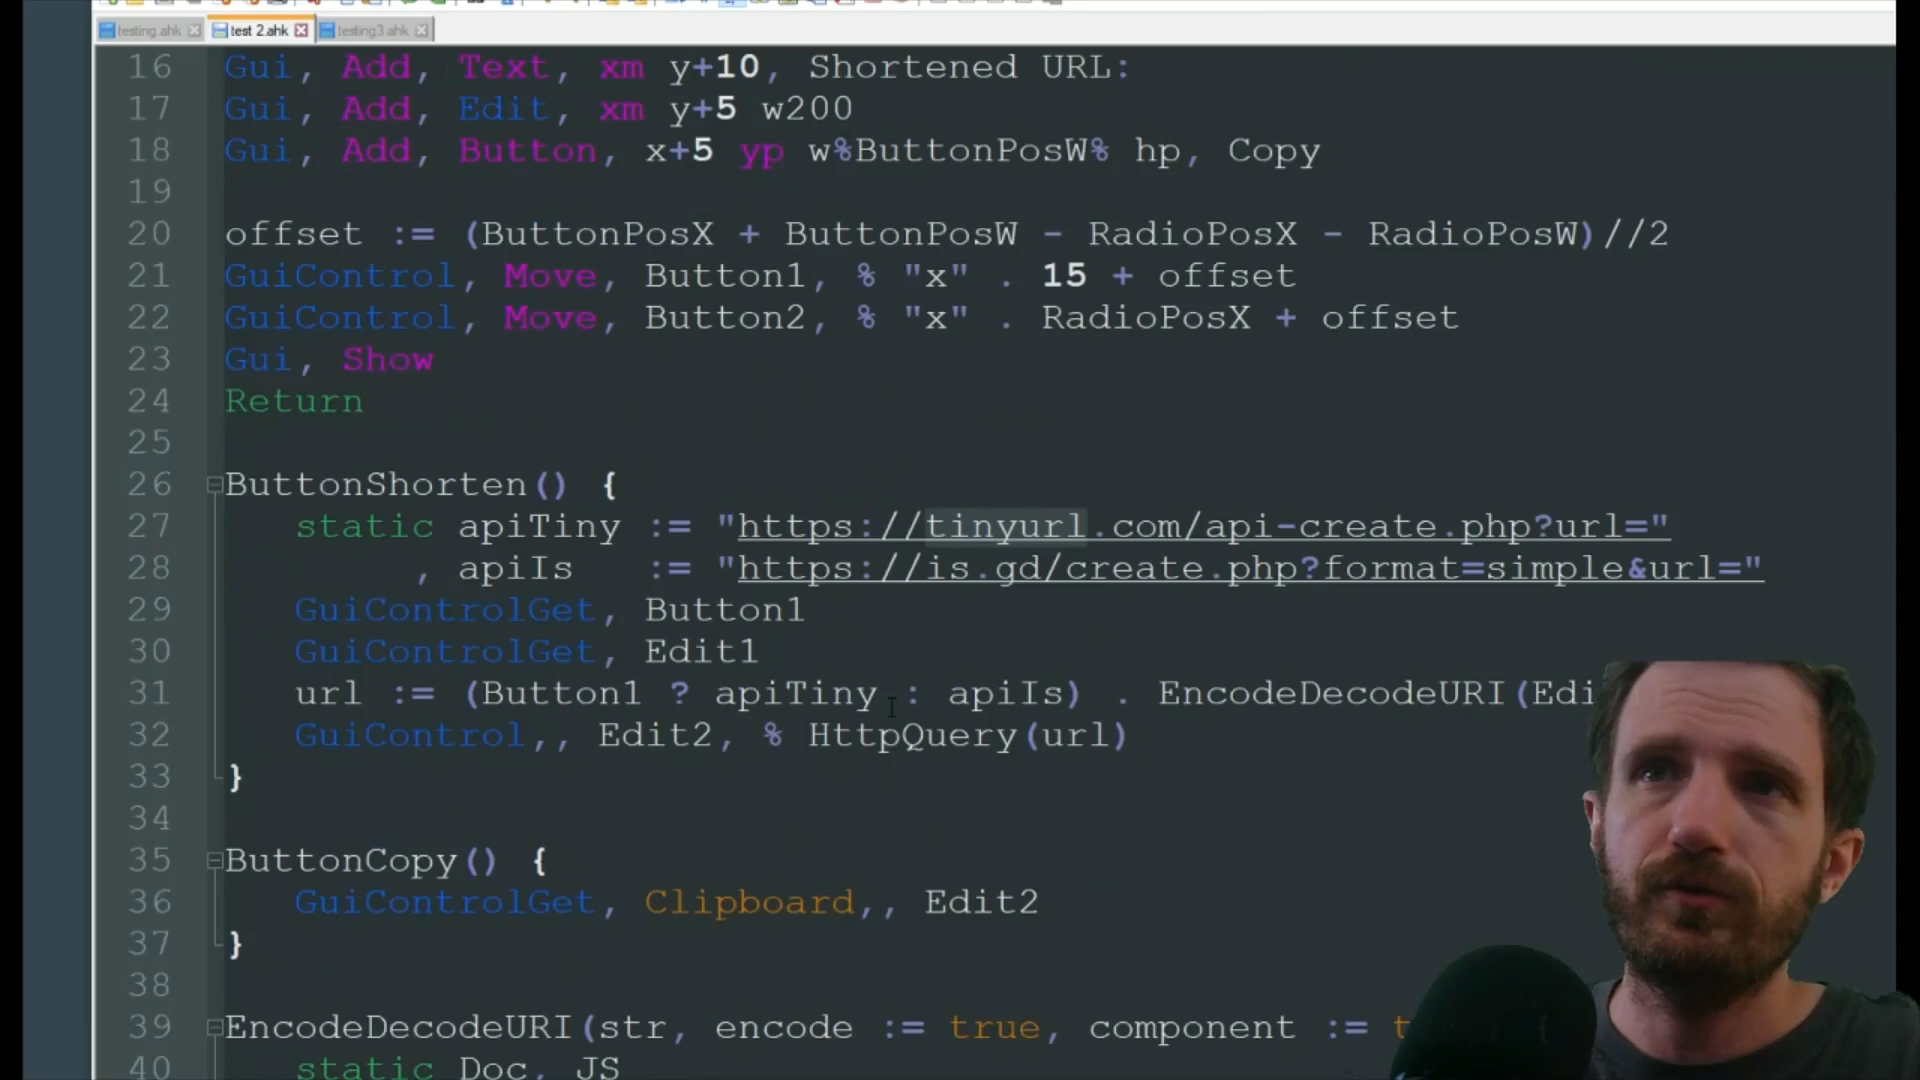 testing.ahk
test 2.ahk
testing3.ahk
16 Gui, Add, Text, xm y+10, Shortened URL:
17 Gui, Add, Edit, xm y+5 w200
18 Gui, Add, Button, x+5 yp w%ButtonPosW% hp, Copy
19
20 offset := (ButtonPosX + ButtonPosW - RadioPosX - RadioPosW)//2
21 GuiControl, Move, Button1, % "x" . 15 + offset
22 GuiControl, Move, Button2, % "x" . RadioPosX + offset
23 Gui, Show
24 Return
25
26 ButtonShorten() {
27 static apiTiny := "https://tinyurl.com/api-create.php?url="
28 , apiIs := "https://is.gd/create.php?format=simple&url="
29 GuiControlGet, Button1
30 GuiControlGet, Edit1
31 url := (Button1 ? apiTiny : apiIs) . EncodeDecodeURI(Edi
32 GuiControl,, Edit2, % HttpQuery(url)
33 }
34
35 ButtonCopy() {
36 GuiControlGet, Clipboard,, Edit2
37 }
38
39 EncodeDecodeURI(str, encode := true, component := t
40 static Doc, JS